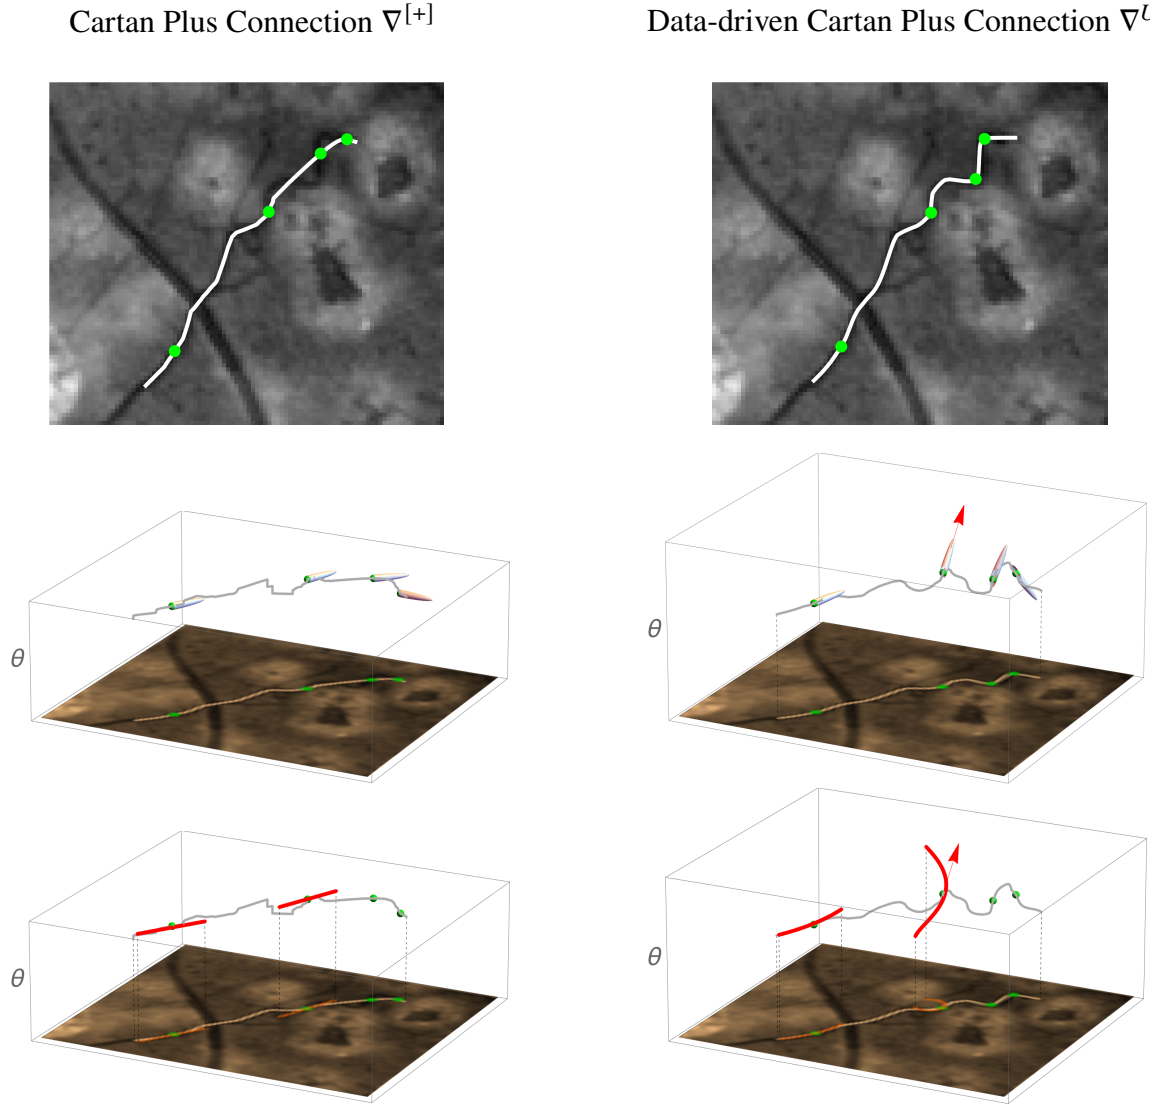 Cartan Plus Connection ∇[+]
Data-driven Cartan Plus Connection ∇U
θ
θ
θ
θ